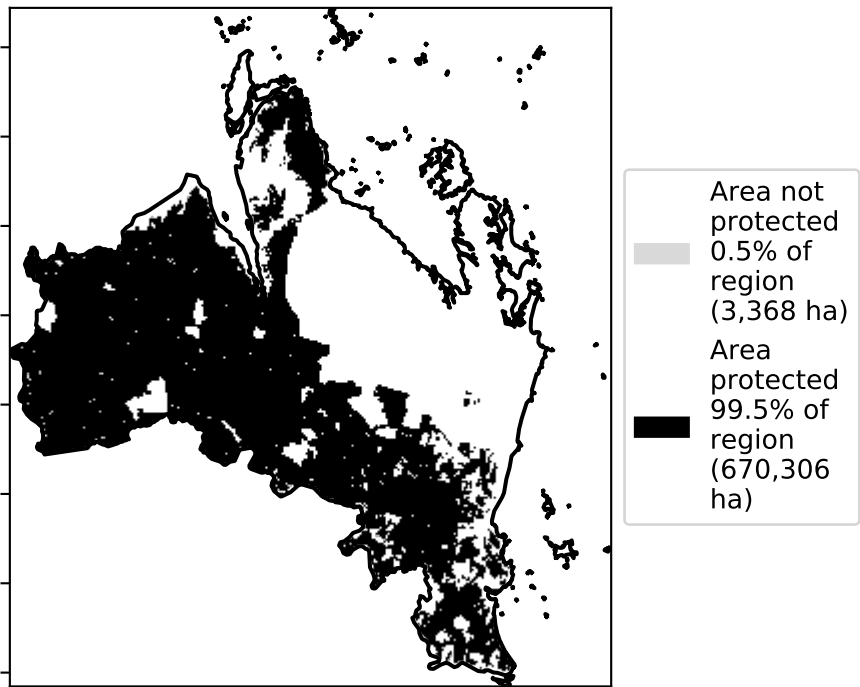 Area not
protected
0.5% of
region
(3,368 ha)
Area
protected
99.5% of
region
(670,306
ha)